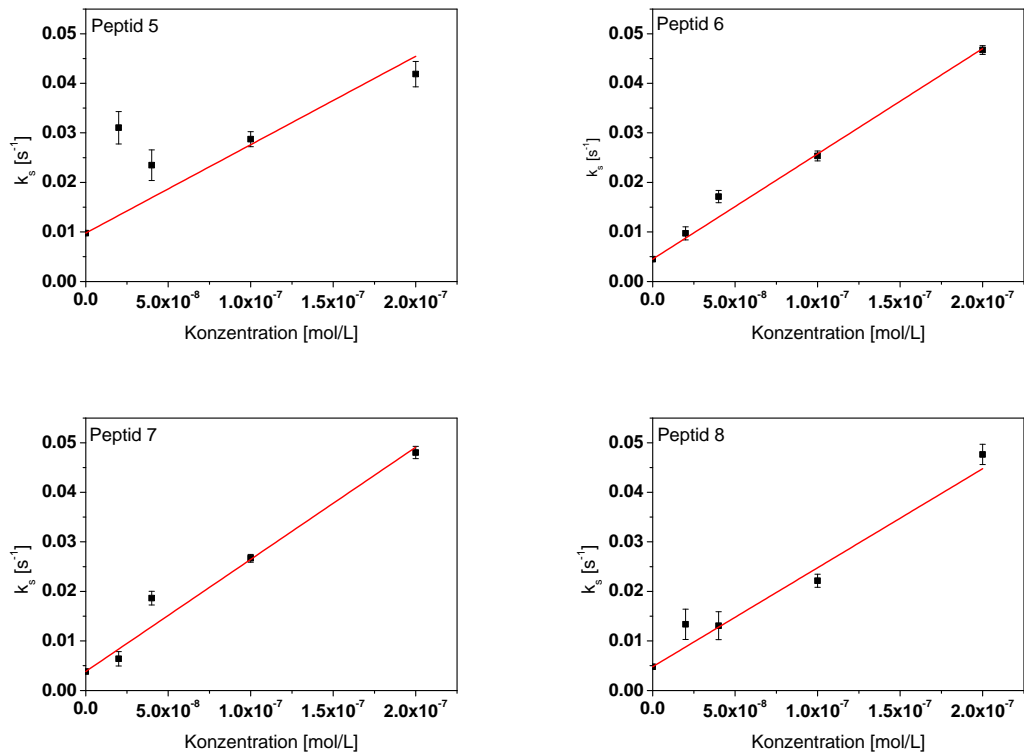 Peptid 5
0.05
0.04
0.03
0.02
0.01
0.00
kₛ [s⁻¹]
0.0 5.0x10⁻⁸ 1.0x10⁻⁷ 1.5x10⁻⁷ 2.0x10⁻⁷
Konzentration [mol/L]
Peptid 6
0.05
0.04
0.03
0.02
0.01
0.00
kₛ [s⁻¹]
0.0 5.0x10⁻⁸ 1.0x10⁻⁷ 1.5x10⁻⁷ 2.0x10⁻⁷
Konzentration [mol/L]
Peptid 7
0.05
0.04
0.03
0.02
0.01
0.00
kₛ [s⁻¹]
0.0 5.0x10⁻⁸ 1.0x10⁻⁷ 1.5x10⁻⁷ 2.0x10⁻⁷
Konzentration [mol/L]
Peptid 8
0.05
0.04
0.03
0.02
0.01
0.00
kₛ [s⁻¹]
0.0 5.0x10⁻⁸ 1.0x10⁻⁷ 1.5x10⁻⁷ 2.0x10⁻⁷
Konzentration [mol/L]